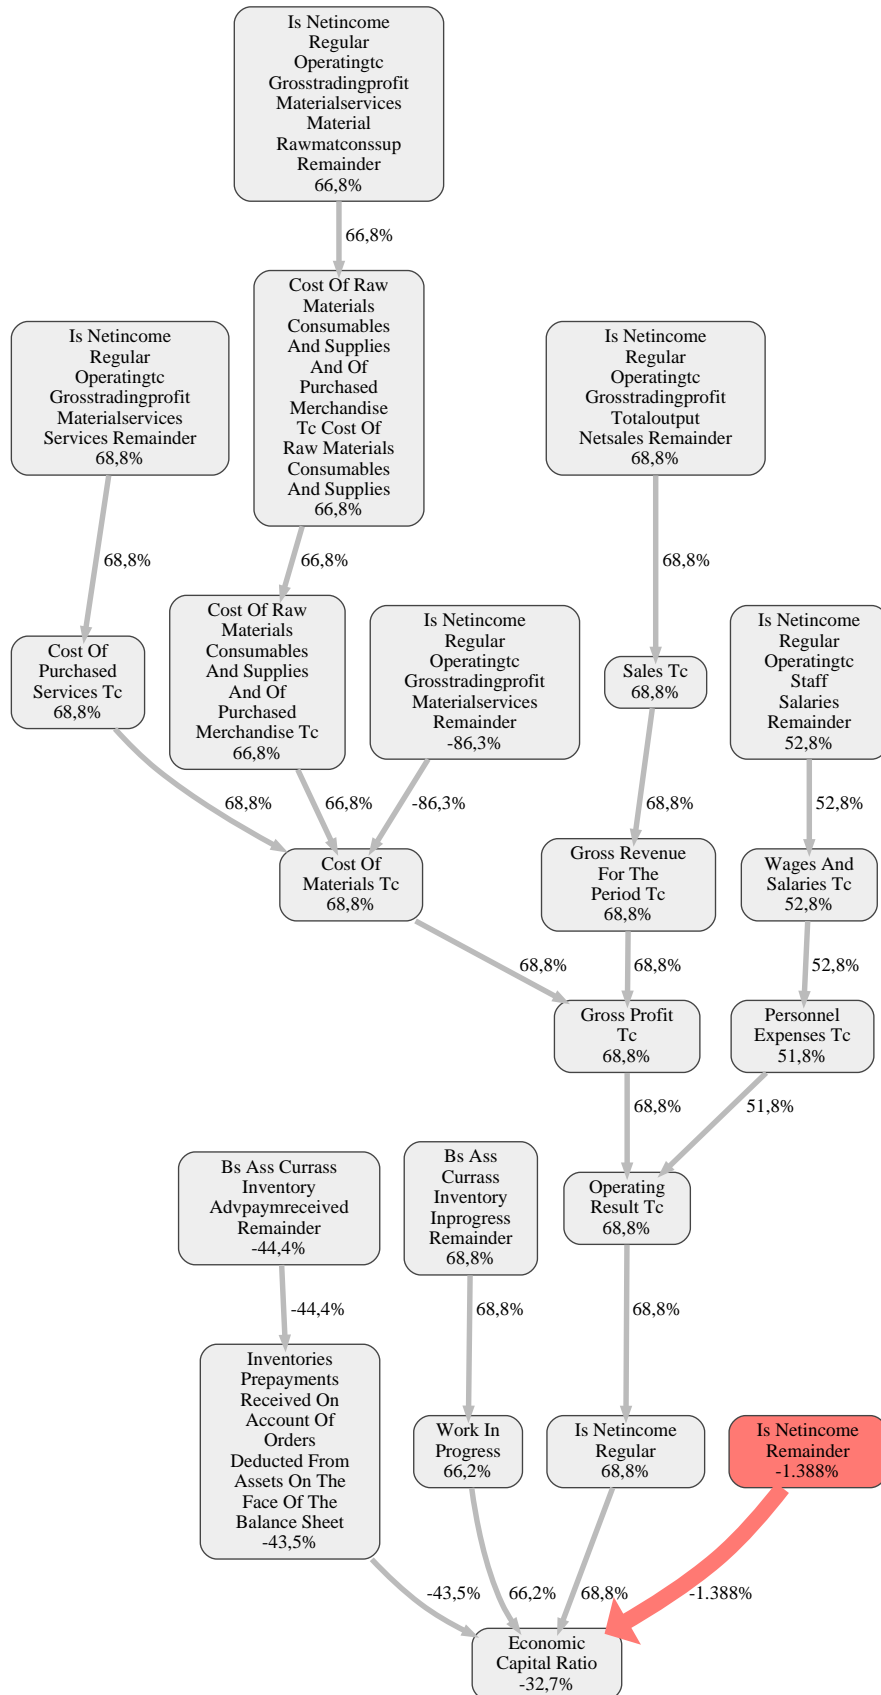 Is Netincome
Regular
Operatingtc
Grosstradingprofit
Materialservices
Material
Rawmatconssup
Remainder
66,8%
66,8%
Cost Of Raw
Materials
Consumables
And Supplies
And Of
Purchased
Merchandise
Tc Cost Of
Raw Materials
Consumables
And Supplies
66,8%
Is Netincome
Regular
Operatingtc
Grosstradingprofit
Materialservices
Services Remainder
68,8%
Is Netincome
Regular
Operatingtc
Grosstradingprofit
Totaloutput
Netsales Remainder
68,8%
68,8%
66,8%
68,8%
Cost Of
Purchased
Services Tc
68,8%
Cost Of Raw
Materials
Consumables
And Supplies
And Of
Purchased
Merchandise Tc
66,8%
Is Netincome
Regular
Operatingtc
Grosstradingprofit
Materialservices
Remainder
-86,3%
Sales Tc
68,8%
Is Netincome
Regular
Operatingtc
Staff
Salaries
Remainder
52,8%
68,8%
66,8%
-86,3%
68,8%
52,8%
Cost Of
Materials Tc
68,8%
Gross Revenue
For The
Period Tc
68,8%
Wages And
Salaries Tc
52,8%
68,8%
68,8%
52,8%
Gross Profit
Tc
68,8%
Personnel
Expenses Tc
51,8%
68,8%
51,8%
Bs Ass Currass
Inventory
Advpaymreceived
Remainder
-44,4%
Bs Ass
Currass
Inventory
Inprogress
Remainder
68,8%
Operating
Result Tc
68,8%
-44,4%
68,8%
68,8%
Inventories
Prepayments
Received On
Account Of
Orders
Deducted From
Assets On The
Face Of The
Balance Sheet
-43,5%
Work In
Progress
66,2%
Is Netincome
Regular
68,8%
Is Netincome
Remainder
-1.388%
-43,5%
66,2%
68,8%
-1.388%
Economic
Capital Ratio
-32,7%